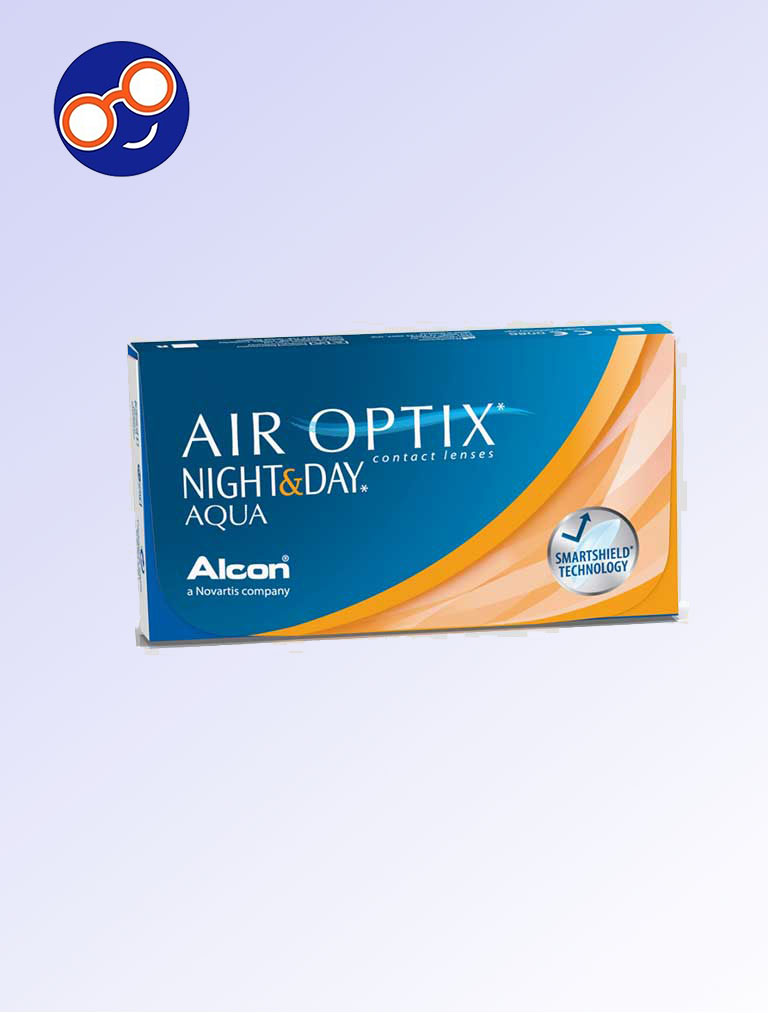 AIR OPTIX*
contact lenses
NIGHT&DAY*
AQUA
Alcon®
a Novartis company
SMARTSHIELD*
TECHNOLOGY